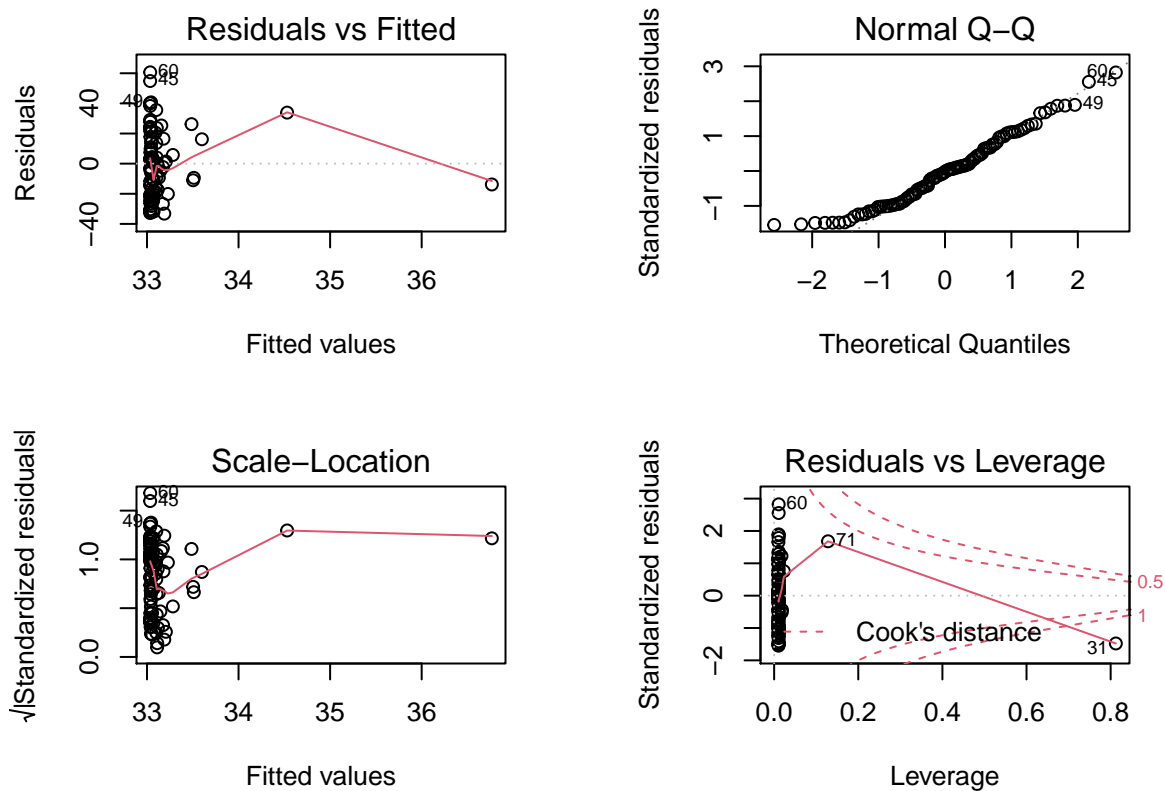 Residuals vs Fitted
Residuals
40
0
−40
60
45
49
33 34 35 36
Fitted values
Normal Q−Q
Standardized residuals
3
1
−1
60
45
49
−2 −1 0 1 2
Theoretical Quantiles
Scale−Location
√|Standardized residuals|
1.0
0.0
60
45
49
33 34 35 36
Fitted values
Residuals vs Leverage
Standardized residuals
2
0
−2
60
71
31
0.5
1
Cook's distance
0.0 0.2 0.4 0.6 0.8
Leverage